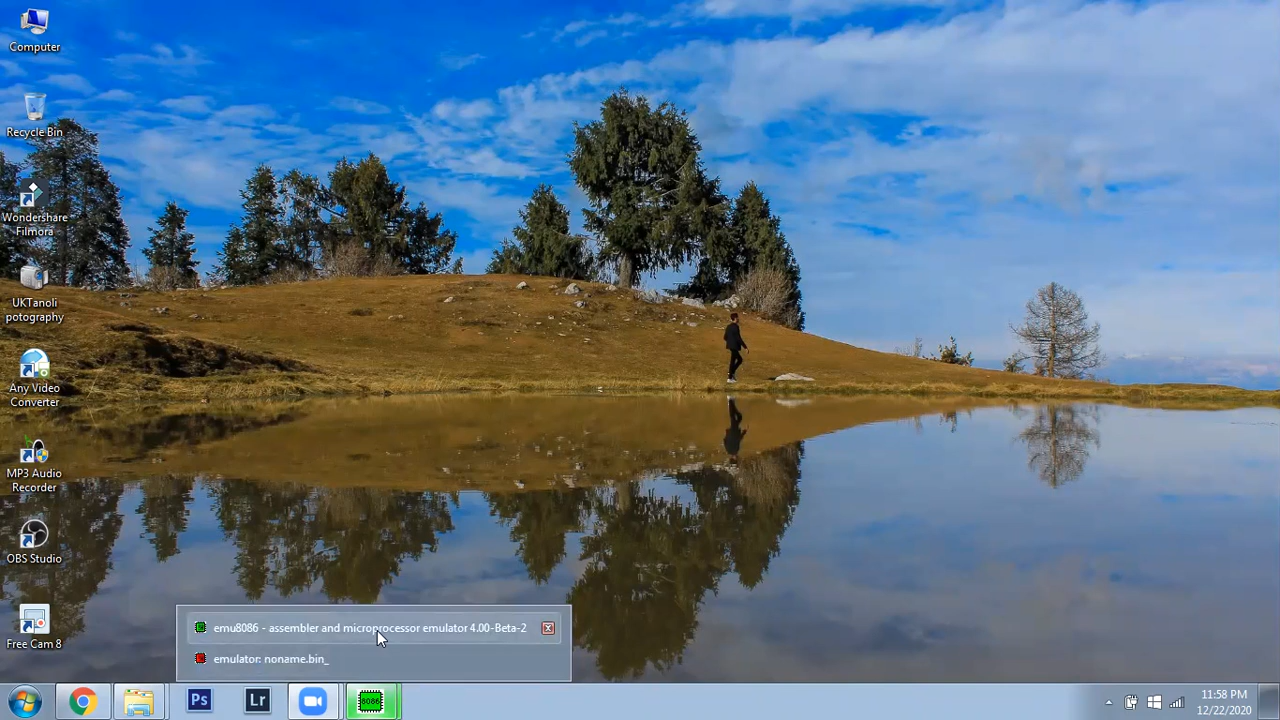 Computer
Recycle Bin
Wondershare
Filmora
UKTanoli
potography
Any Video
Converter
MP3 Audio
Recorder
OBS Studio
Free Cam 8
emu8086 - assembler and microprocessor emulator 4.00-Beta-2
emulator: noname.bin_
Ps
Lr
8086
11:58 PM
12/22/2020